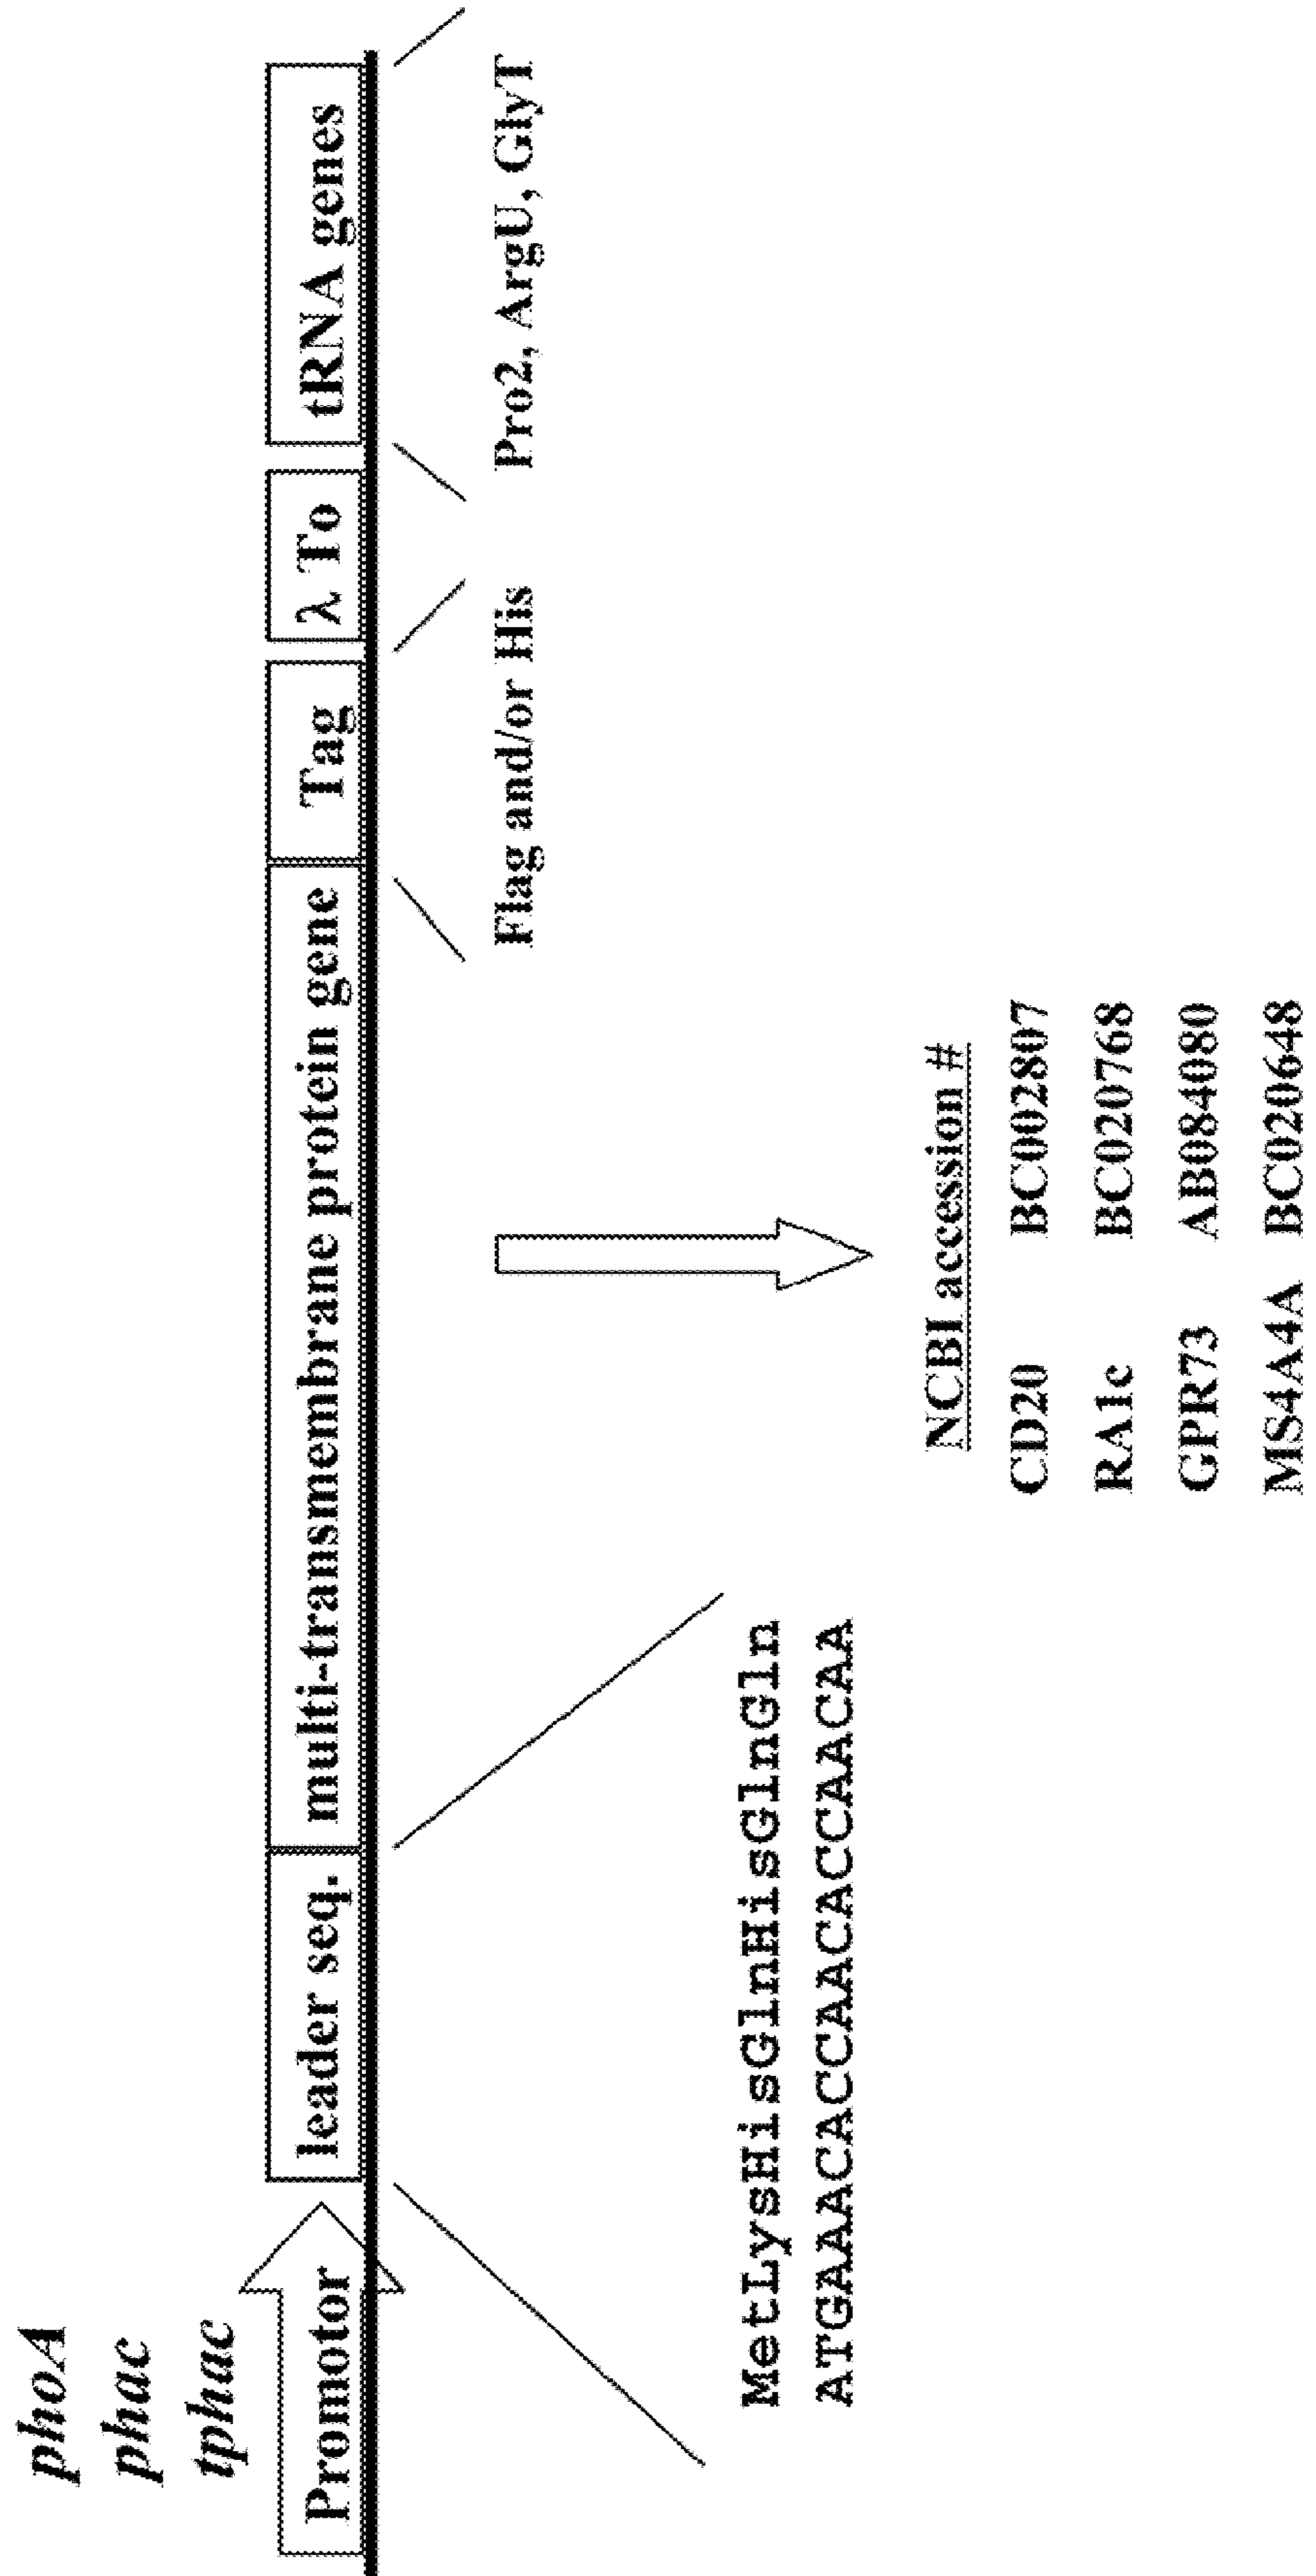 phoA
phac
tphac
Promotor
leader seq.
multi-transmembrane protein gene
Tag
λ To
tRNA genes
Flag and/or His
Pro2, ArgU, GlyT
MetLysHisGlnHisGlnGln
ATGAAACACCAACACCAACAA
NCBI accession #
CD20 BC002807
RA1c BC020768
GPR73 AB084080
MS4A4A BC020648